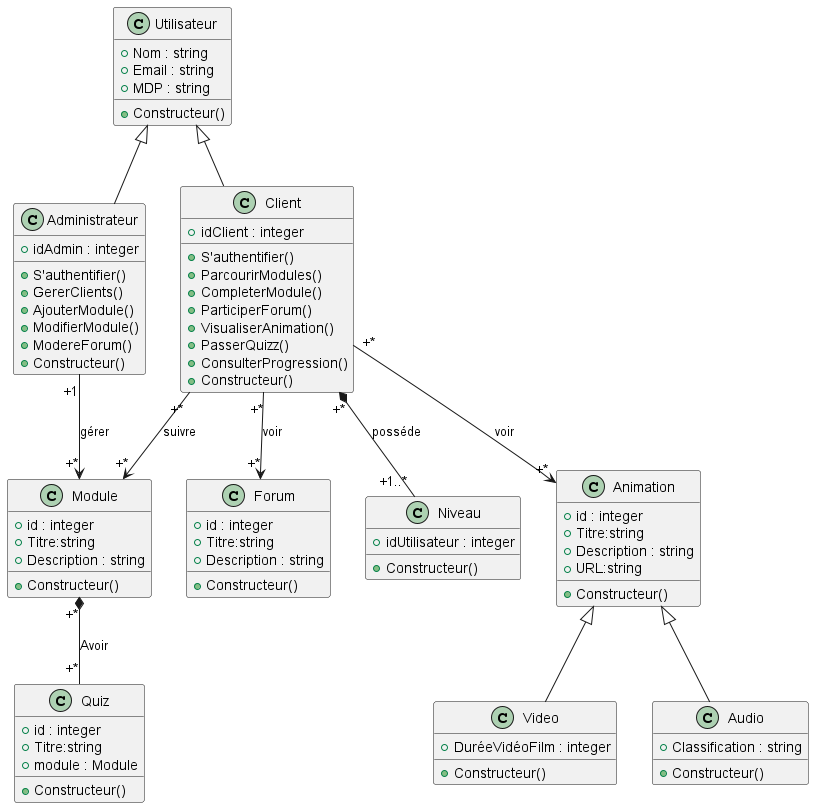 C Utilisateur
Nom : string
Email : string
MDP : string
Constructeur()
C Administrateur
idAdmin : integer
S'authentifier()
GererClients()
AjouterModule()
ModifierModule()
ModereForum()
Constructeur()
C Client
idClient : integer
S'authentifier()
ParcourirModules()
CompleterModule()
ParticiperForum()
VisualiserAnimation()
PasserQuizz()
ConsulterProgression()
Constructeur()
+1
gérer
+*
+*
suivre
+*
+*
voir
+*
+*
posséde
+1..*
+*
voir
+*
C Module
id : integer
Titre:string
Description : string
Constructeur()
C Forum
id : integer
Titre:string
Description : string
Constructeur()
C Niveau
idUtilisateur : integer
Constructeur()
C Animation
id : integer
Titre:string
Description : string
URL:string
Constructeur()
+*
Avoir
+*
C Quiz
id : integer
Titre:string
module : Module
Constructeur()
C Video
DuréeVidéoFilm : integer
Constructeur()
C Audio
Classification : string
Constructeur()